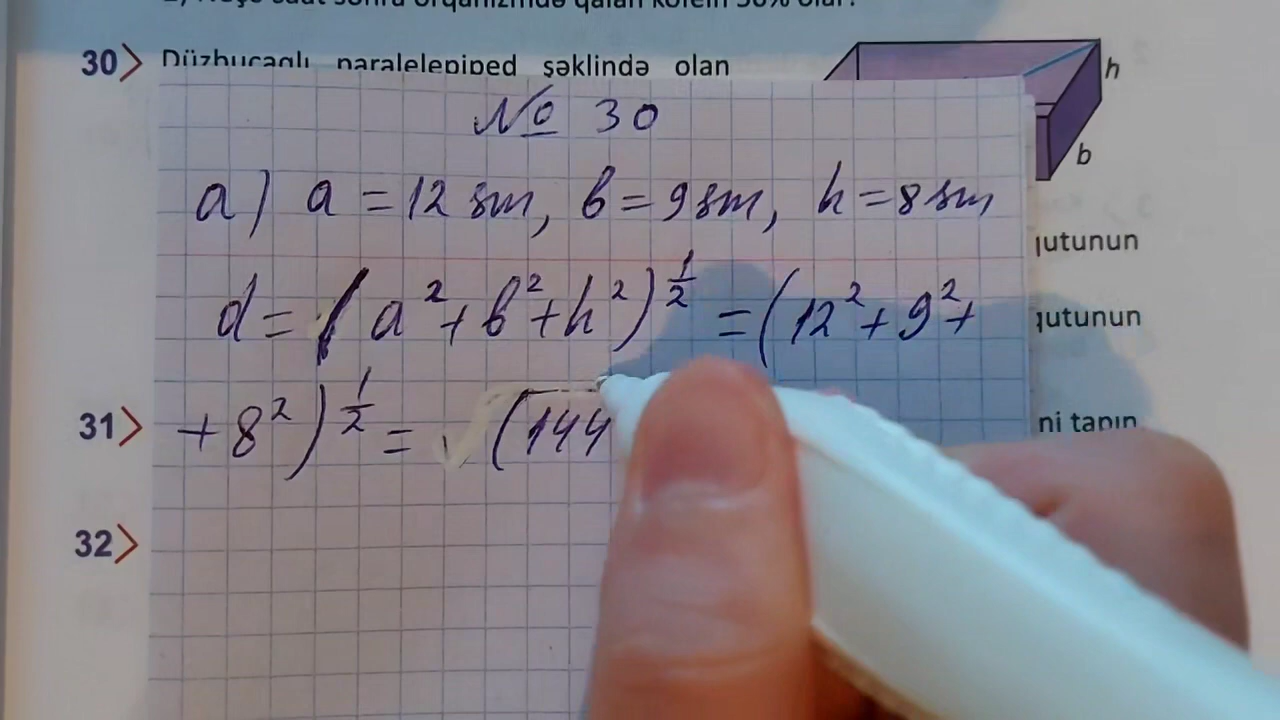 30> Düzbucaqlı paralelepiped şəklində olan
h
b
№ 30
a) a = 12 sm, b = 9 sm, h = 8 sm
qutunun
d = (a² + b² + h²)^½ = (12² + 9² +
qutunun
+ 8²)^½ = √(144
31>
ni tapın
32>